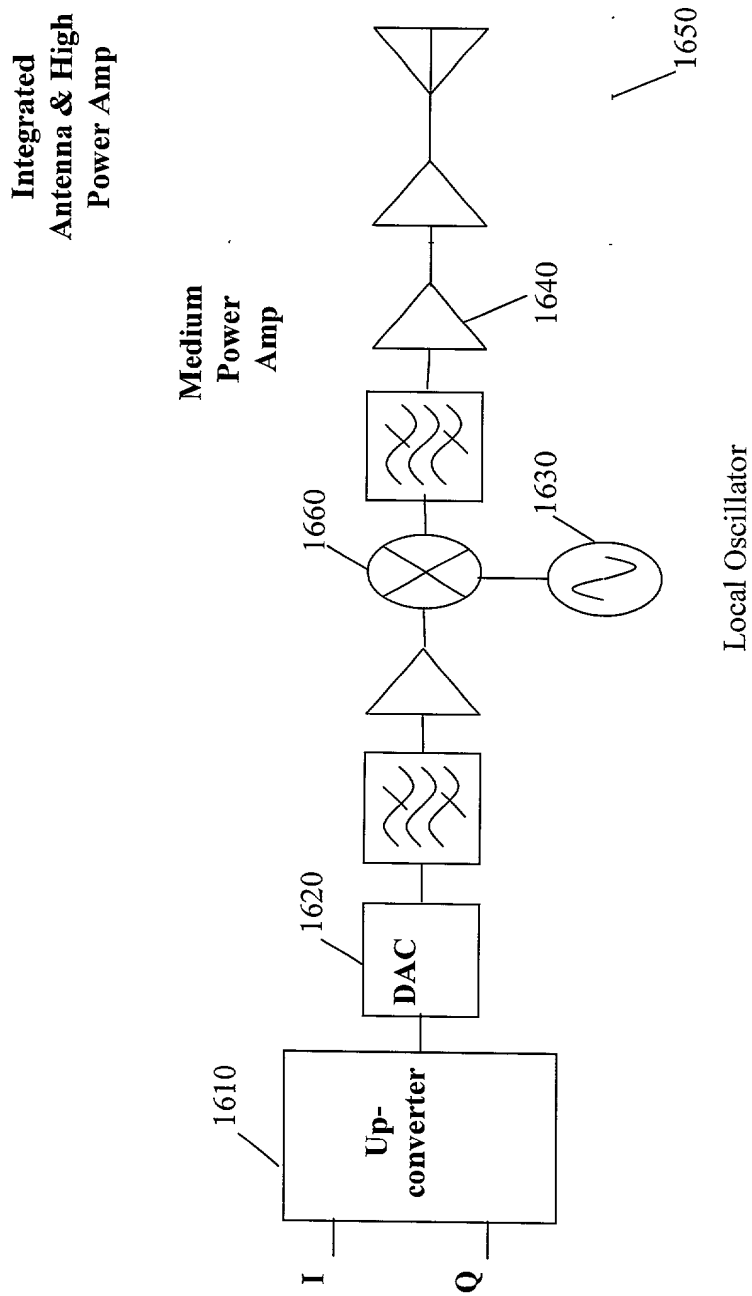 Integrated
Antenna & High
Power Amp
Medium
Power
Amp
1610
1620
1660
1630
1640
1650
I
Q
Up-
converter
DAC
Local Oscillator